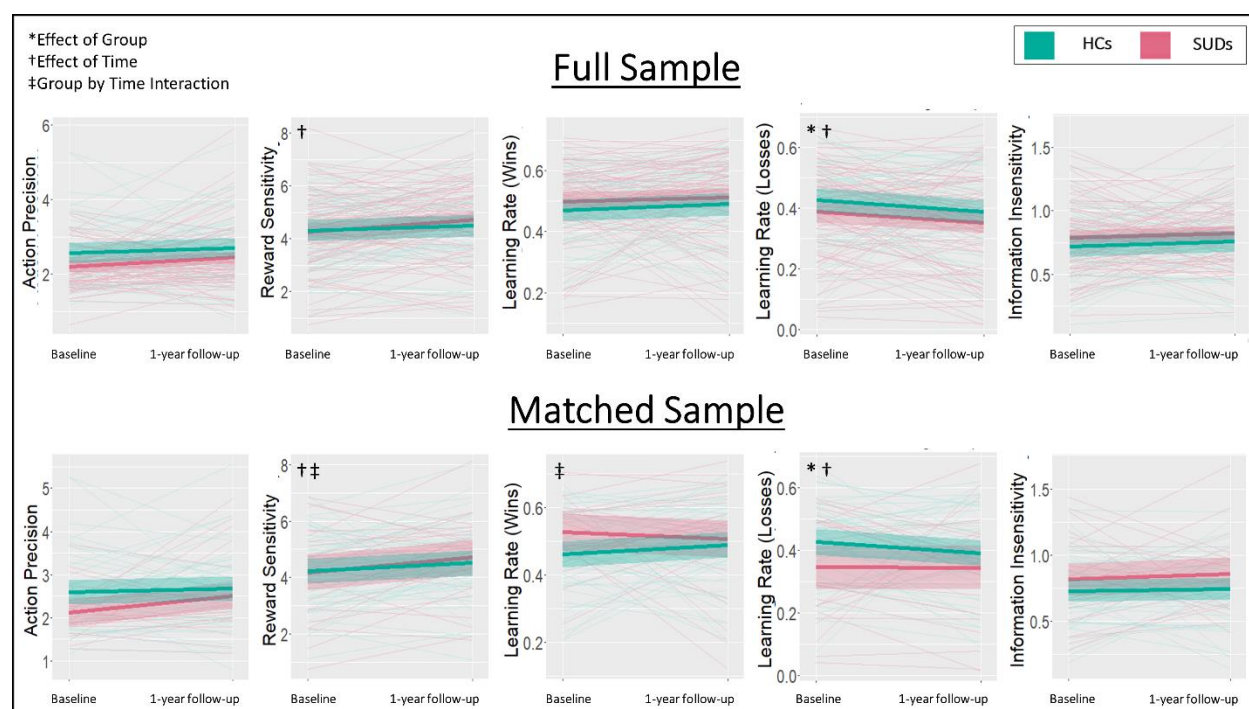 *Effect of Group
†Effect of Time
‡Group by Time Interaction
HCs
SUDs
Full Sample
Action Precision
6
4
2
Baseline
1-year follow-up
†
Reward Sensitivity
8
6
4
2
Baseline
1-year follow-up
Learning Rate (Wins)
0.6
0.4
0.2
Baseline
1-year follow-up
* †
Learning Rate (Losses)
0.6
0.4
0.2
0.0
Baseline
1-year follow-up
Information Insensitivity
1.5
1.0
0.5
Baseline
1-year follow-up
Matched Sample
Action Precision
5
4
3
2
1
Baseline
1-year follow-up
† ‡
Reward Sensitivity
8
6
4
2
Baseline
1-year follow-up
‡
Learning Rate (Wins)
0.6
0.4
0.2
Baseline
1-year follow-up
* †
Learning Rate (Losses)
0.6
0.4
0.2
0.0
Baseline
1-year follow-up
Information Insensitivity
1.5
1.0
0.5
Baseline
1-year follow-up